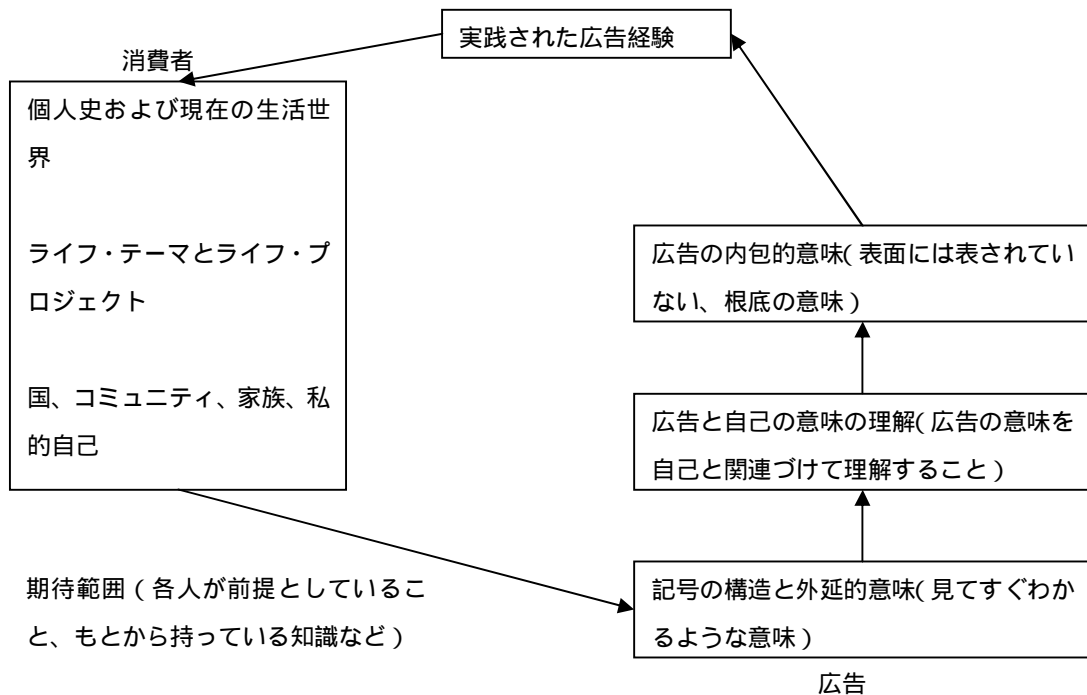 実践された広告経験
消費者
個人史および現在の生活世
界
ライフ・テーマとライフ・プ
ロジェクト
国、コミュニティ、家族、私
的自己
広告の内包的意味(表面には表されてい
ない、根底の意味)
広告と自己の意味の理解(広告の意味を
自己と関連づけて理解すること)
期待範囲(各人が前提としているこ
と、もとから持っている知識など)
記号の構造と外延的意味(見てすぐわか
るような意味)
広告